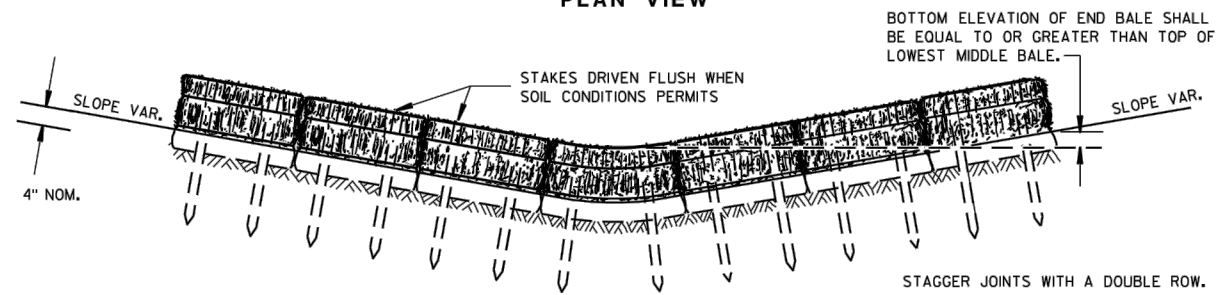 PLAN VIEW
BOTTOM ELEVATION OF END BALE SHALL
BE EQUAL TO OR GREATER THAN TOP OF
LOWEST MIDDLE BALE.
STAKES DRIVEN FLUSH WHEN
SOIL CONDITIONS PERMITS
SLOPE VAR.
SLOPE VAR.
4" NOM.
STAGGER JOINTS WITH A DOUBLE ROW.